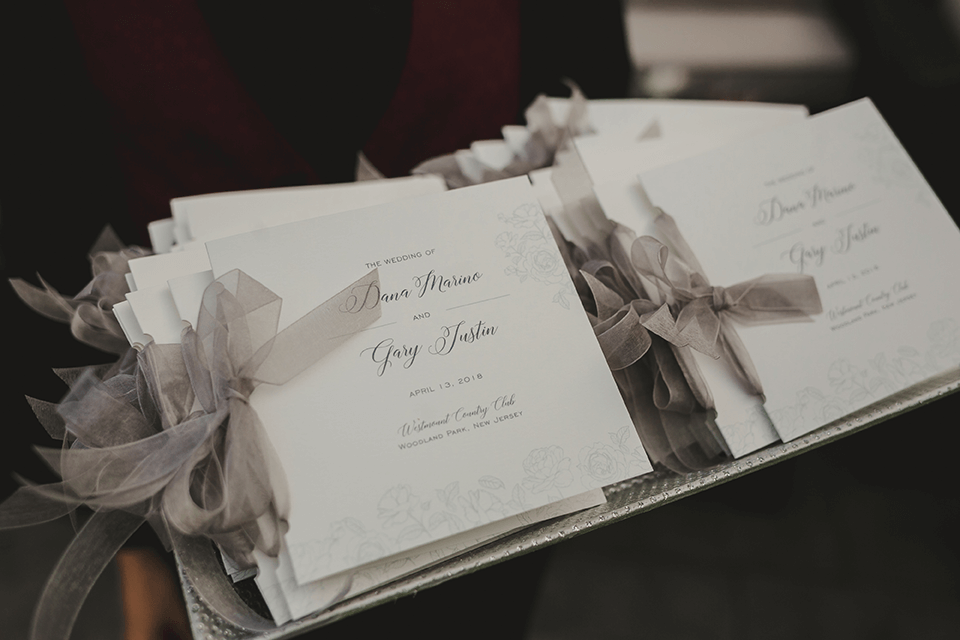 THE WEDDING OF
Dana Marino
AND
Gary Justin
APRIL 13, 2018
Westmount Country Club
WOODLAND PARK, NEW JERSEY
THE WEDDING OF
Dana Marino
AND
Gary Justin
APRIL 13, 2018
Westmount Country Club
WOODLAND PARK, NEW JERSEY